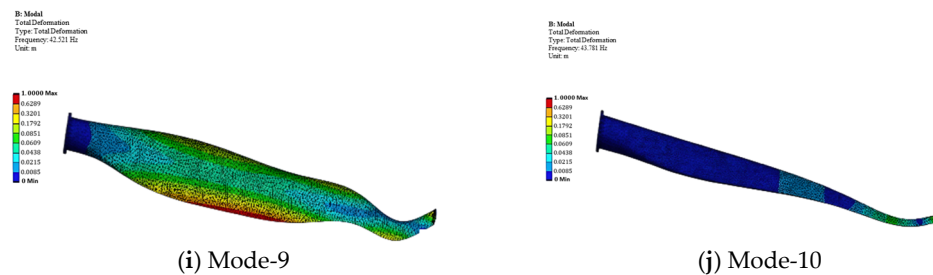 B: Modal
Total Deformation
Type: Total Deformation
Frequency: 42.521 Hz
Unit: m
1.0000 Max
0.6289
0.3201
0.1792
0.0851
0.0609
0.0438
0.0215
0.0085
0 Min
(i) Mode-9
B: Modal
Total Deformation
Type: Total Deformation
Frequency: 43.781 Hz
Unit: m
1.0000 Max
0.6289
0.3201
0.1792
0.0851
0.0609
0.0438
0.0215
0.0085
0 Min
(j) Mode-10